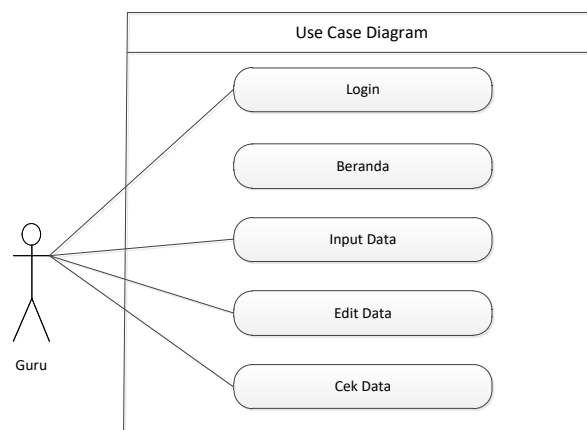 Use Case Diagram
Login
Beranda
Input Data
Edit Data
Guru
Cek Data